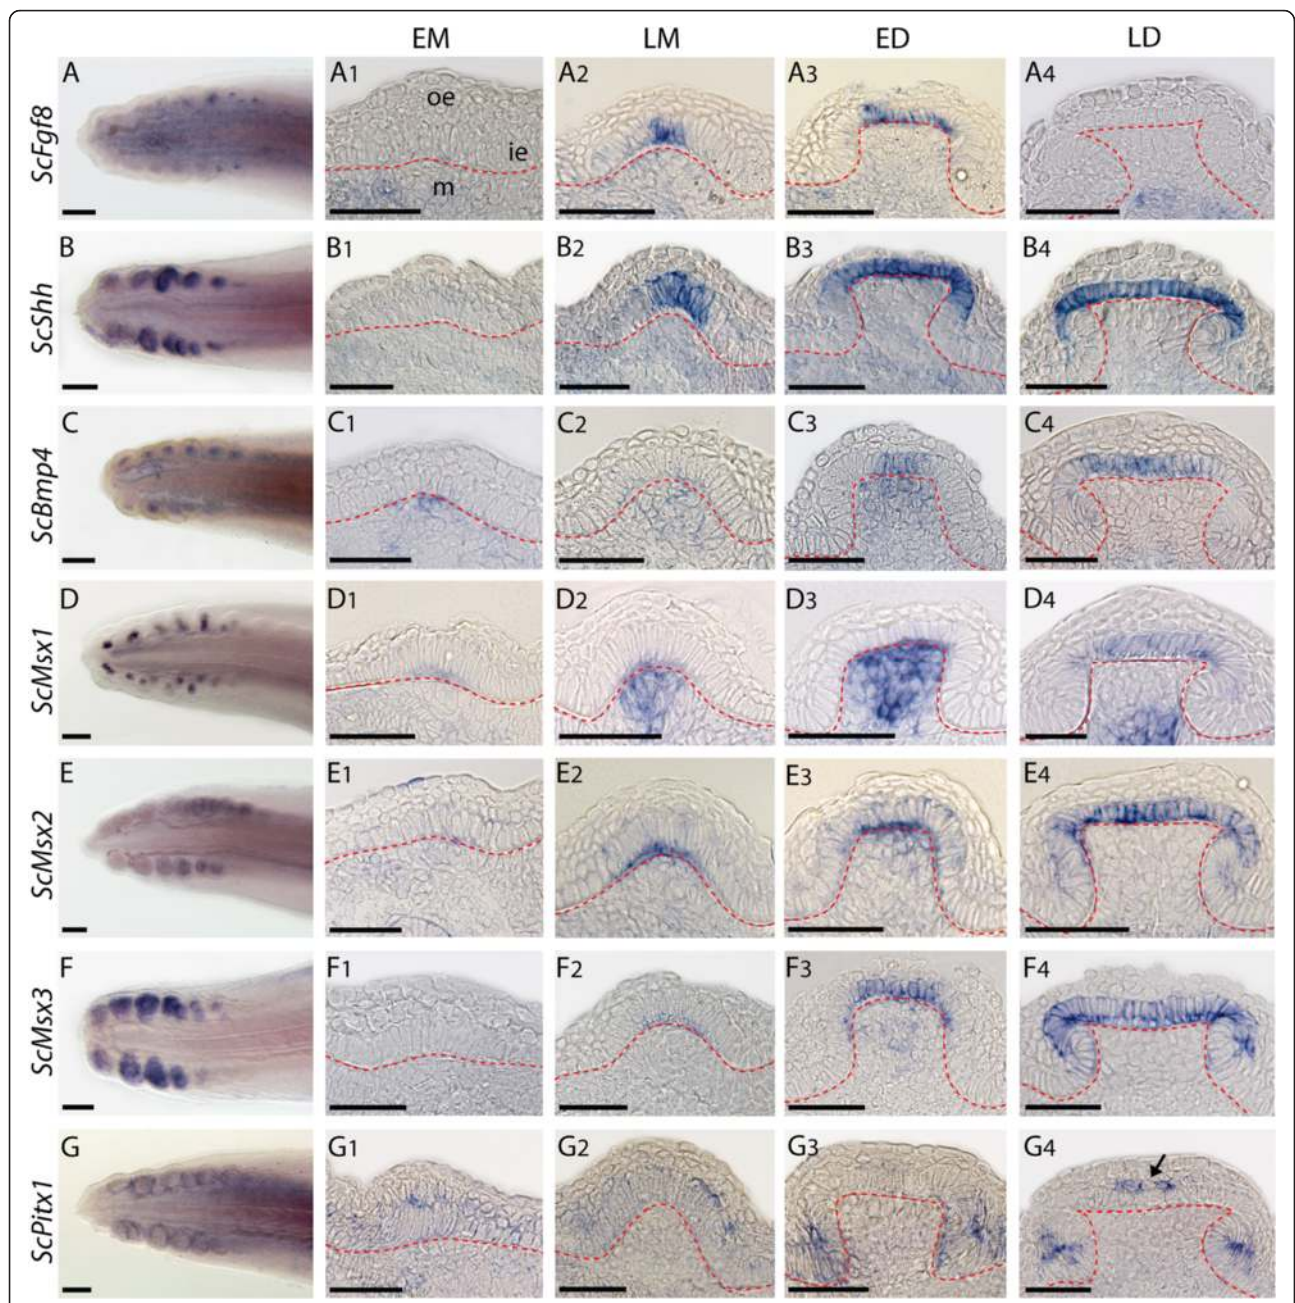 EM LM ED LD
ScFgf8 A A1 oe ie m A2 A3 A4
ScShh B B1 B2 B3 B4
ScBmp4 C C1 C2 C3 C4
ScMsx1 D D1 D2 D3 D4
ScMsx2 E E1 E2 E3 E4
ScMsx3 F F1 F2 F3 F4
ScPitx1 G G1 G2 G3 G4